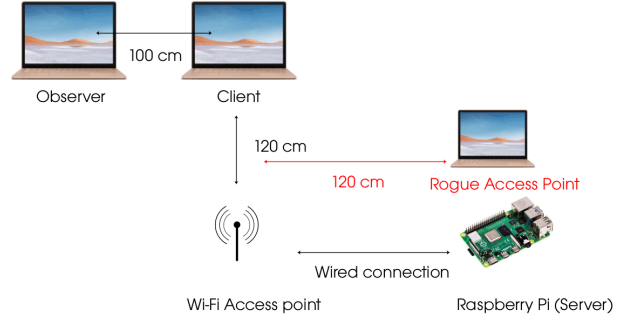 100 cm
Observer
Client
120 cm
120 cm
Rogue Access Point
Wired connection
Wi-Fi Access point
Raspberry Pi (Server)